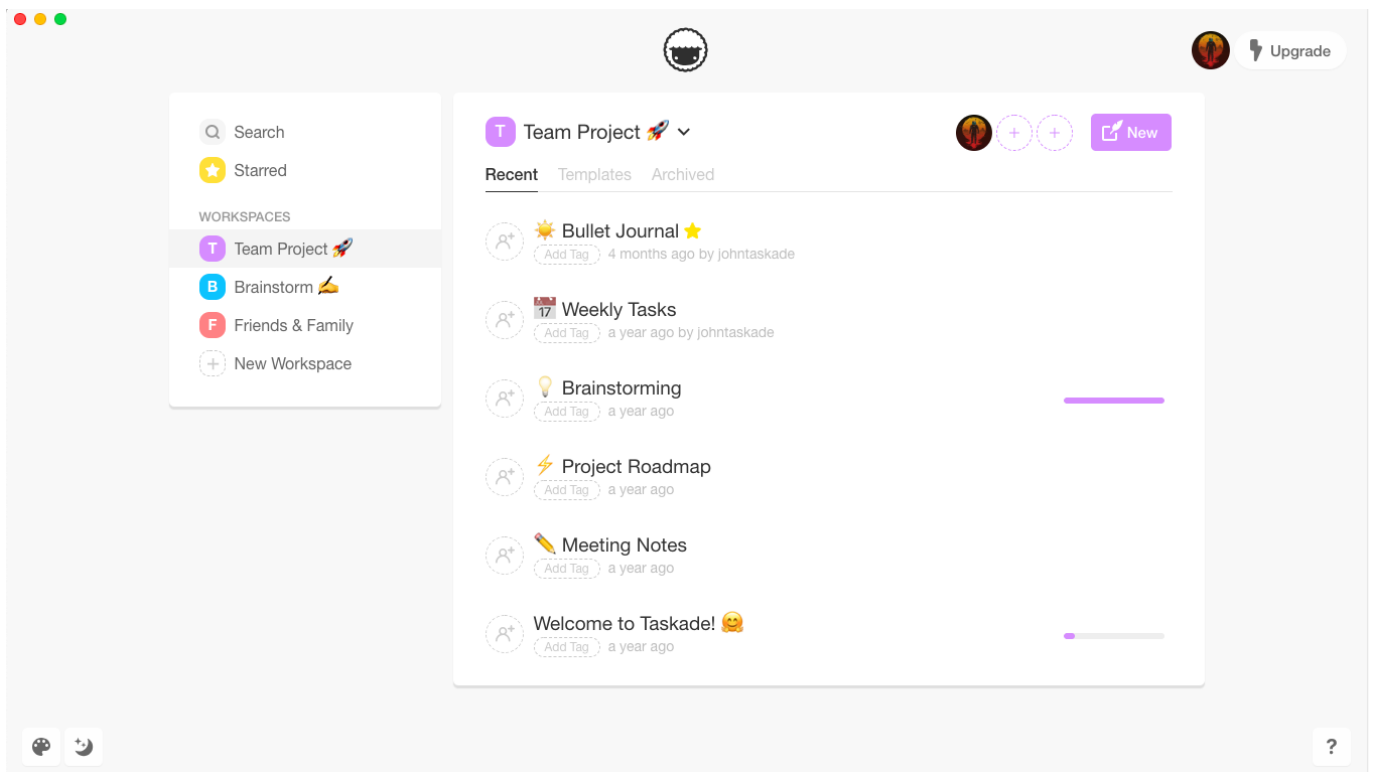 Upgrade
Search
Starred
WORKSPACES
T Team Project 🚀
B Brainstorm ✍️
F Friends & Family
+ New Workspace
T Team Project 🚀
+ +
New
Recent Templates Archived
☀️ Bullet Journal ⭐
Add Tag 4 months ago by johntaskade
📅 Weekly Tasks
17
Add Tag a year ago by johntaskade
💡 Brainstorming
Add Tag a year ago
⚡ Project Roadmap
Add Tag a year ago
✏️ Meeting Notes
Add Tag a year ago
Welcome to Taskade! 🤗
Add Tag a year ago
?